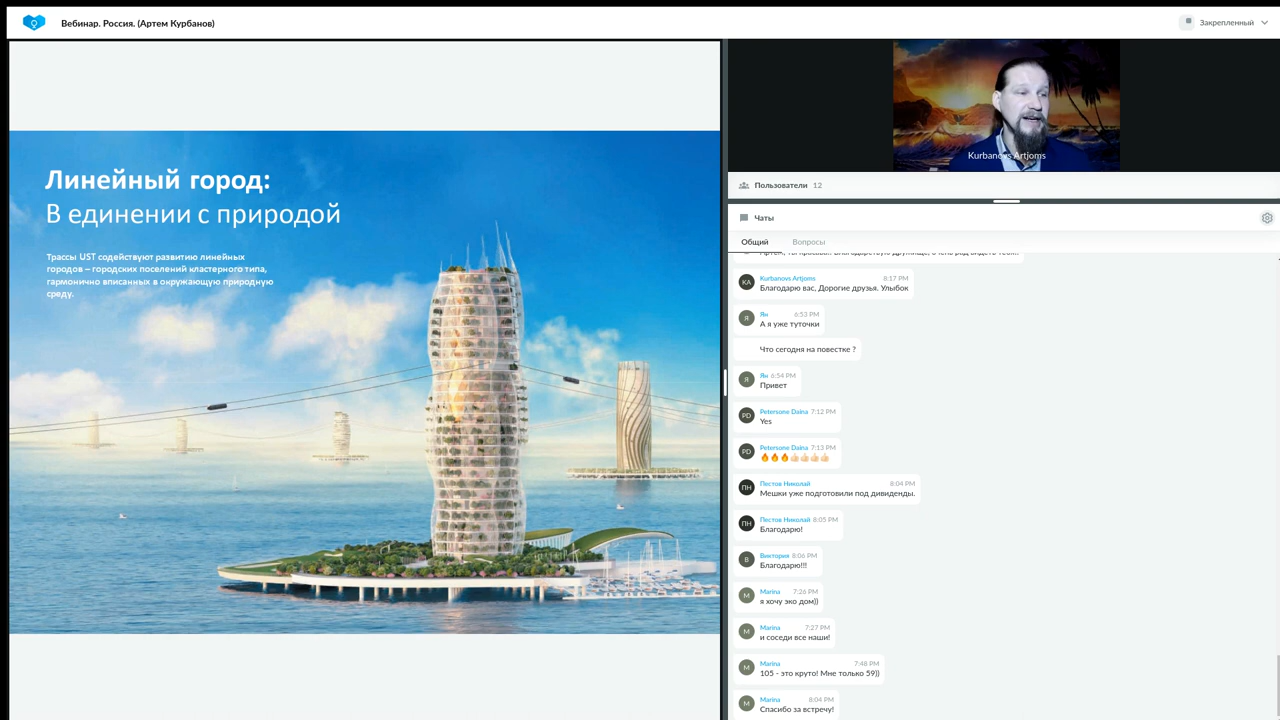 Вебинар. Россия. (Артем Курбанов)
Закрепленный
Линейный город:
В единении с природой
Трассы UST содействуют развитию линейных
городов – городских поселений кластерного типа,
гармонично вписанных в окружающую природную
среду.
Kurbanovs Artjoms
Пользователи 12
Чаты
Общий Вопросы
KA Kurbanovs Artjoms 8:17 PM
Благодарю вас, Дорогие друзья. Улыбок
Я Ян 6:53 PM
А я уже туточки
Что сегодня на повестке ?
Я Ян 6:54 PM
Привет
PD Petersone Daina 7:12 PM
Yes
PD Petersone Daina 7:13 PM
🔥🔥🔥👍🏻👍🏻👍🏻👍🏻
ПН Пестов Николай 8:04 PM
Мешки уже подготовили под дивиденды.
ПН Пестов Николай 8:05 PM
Благодарю!
В Виктория 8:06 PM
Благодарю!!!
M Marina 7:26 PM
я хочу эко дом))
M Marina 7:27 PM
и соседи все наши!
M Marina 7:48 PM
105 - это круто! Мне только 59))
M Marina 8:04 PM
Спасибо за встречу!